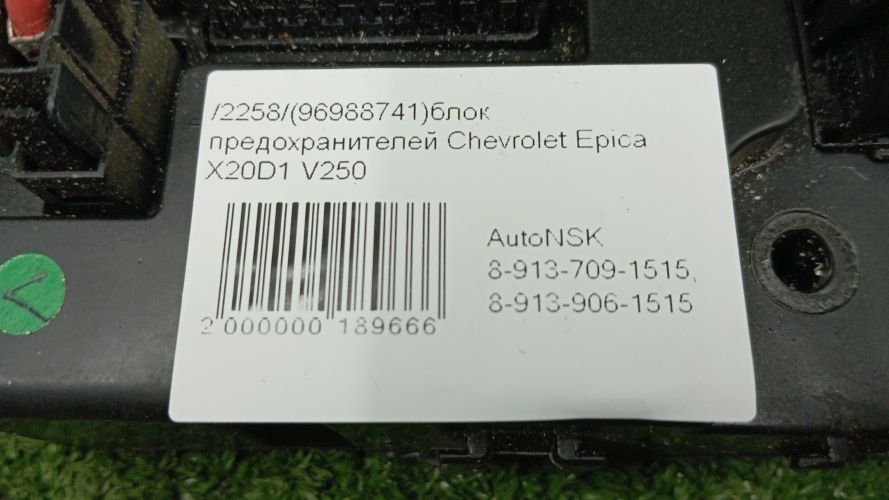 /2258/(96988741)блок
предохранителей Chevrolet Epica
X20D1 V250
AutoNSK
8-913-709-1515,
8-913-906-1515
2 000000 189666